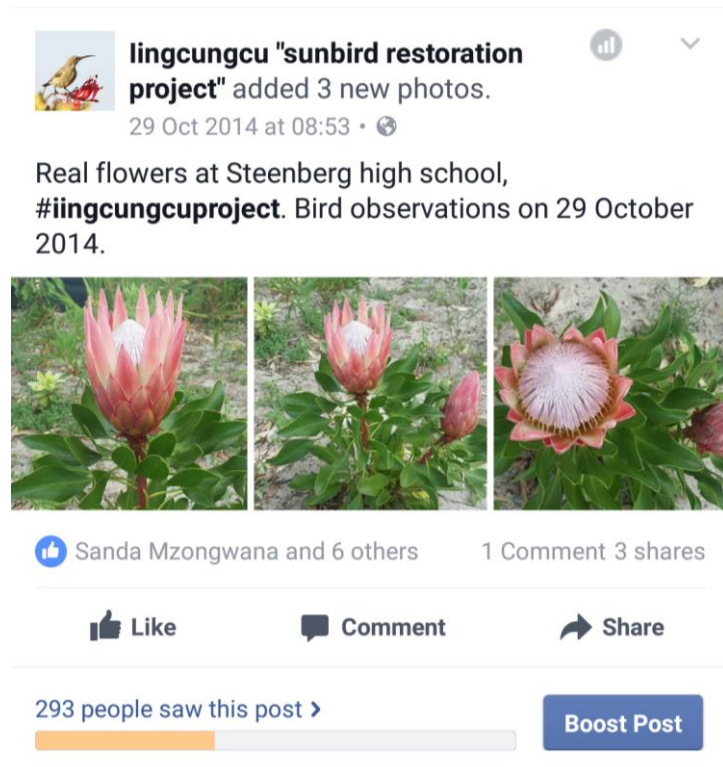 Iingcungcu "sunbird restoration
project" added 3 new photos.
29 Oct 2014 at 08:53 •
Real flowers at Steenberg high school,
#iingcungcuproject. Bird observations on 29 October
2014.
Sanda Mzongwana and 6 others 1 Comment 3 shares
Like Comment Share
293 people saw this post >
Boost Post